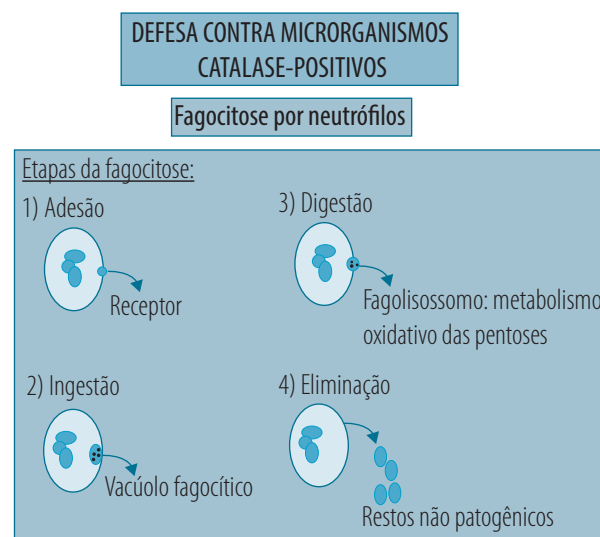 DEFESA CONTRA MICRORGANISMOS
CATALASE-POSITIVOS
Fagocitose por neutrófilos
Etapas da fagocitose:
1) Adesão
Receptor
2) Ingestão
Vacúolo fagocítico
3) Digestão
Fagolisossomo: metabolismo
oxidativo das pentoses
4) Eliminação
Restos não patogênicos